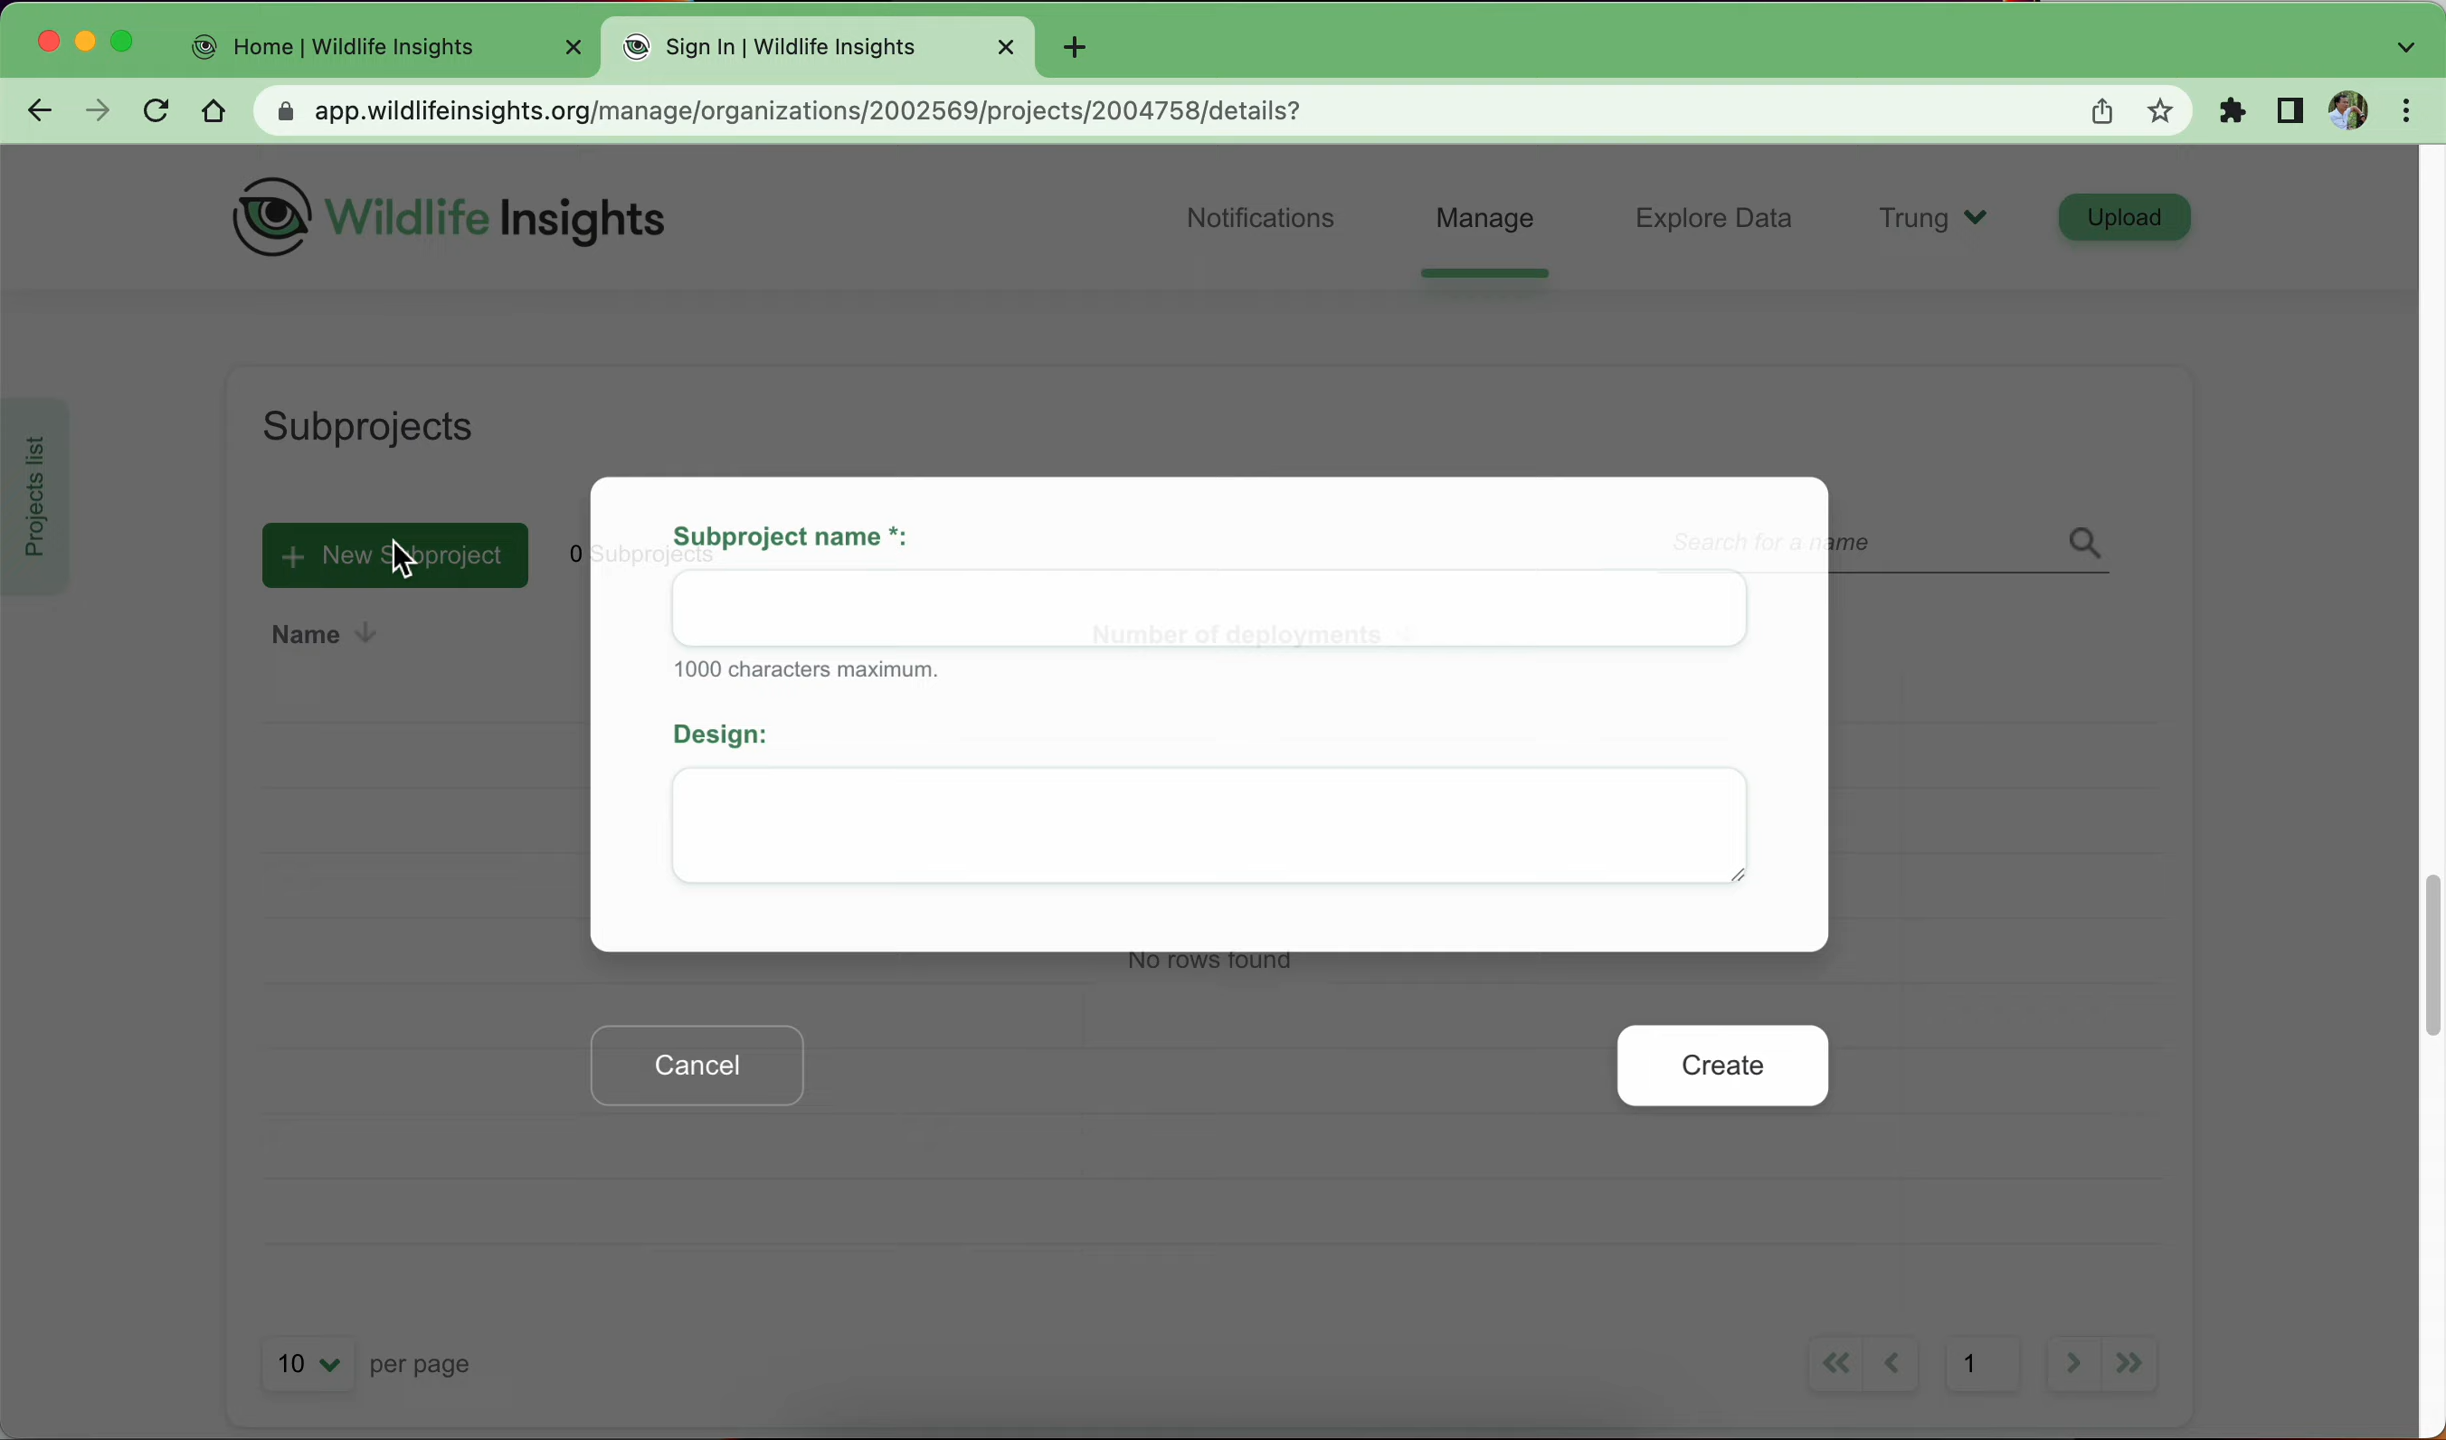 Home | Wildlife Insights
Sign In | Wildlife Insights
app.wildlifeinsights.org/manage/organizations/2002569/projects/2004758/details?
Wildlife Insights
Notifications
Manage
Explore Data
Trung
Upload
Projects list
Subprojects
New Subproject
0 Subprojects
Search for a name
Name
Number of deployments
Subproject name *:
1000 characters maximum.
Design:
No rows found
Cancel
Create
10
per page
1